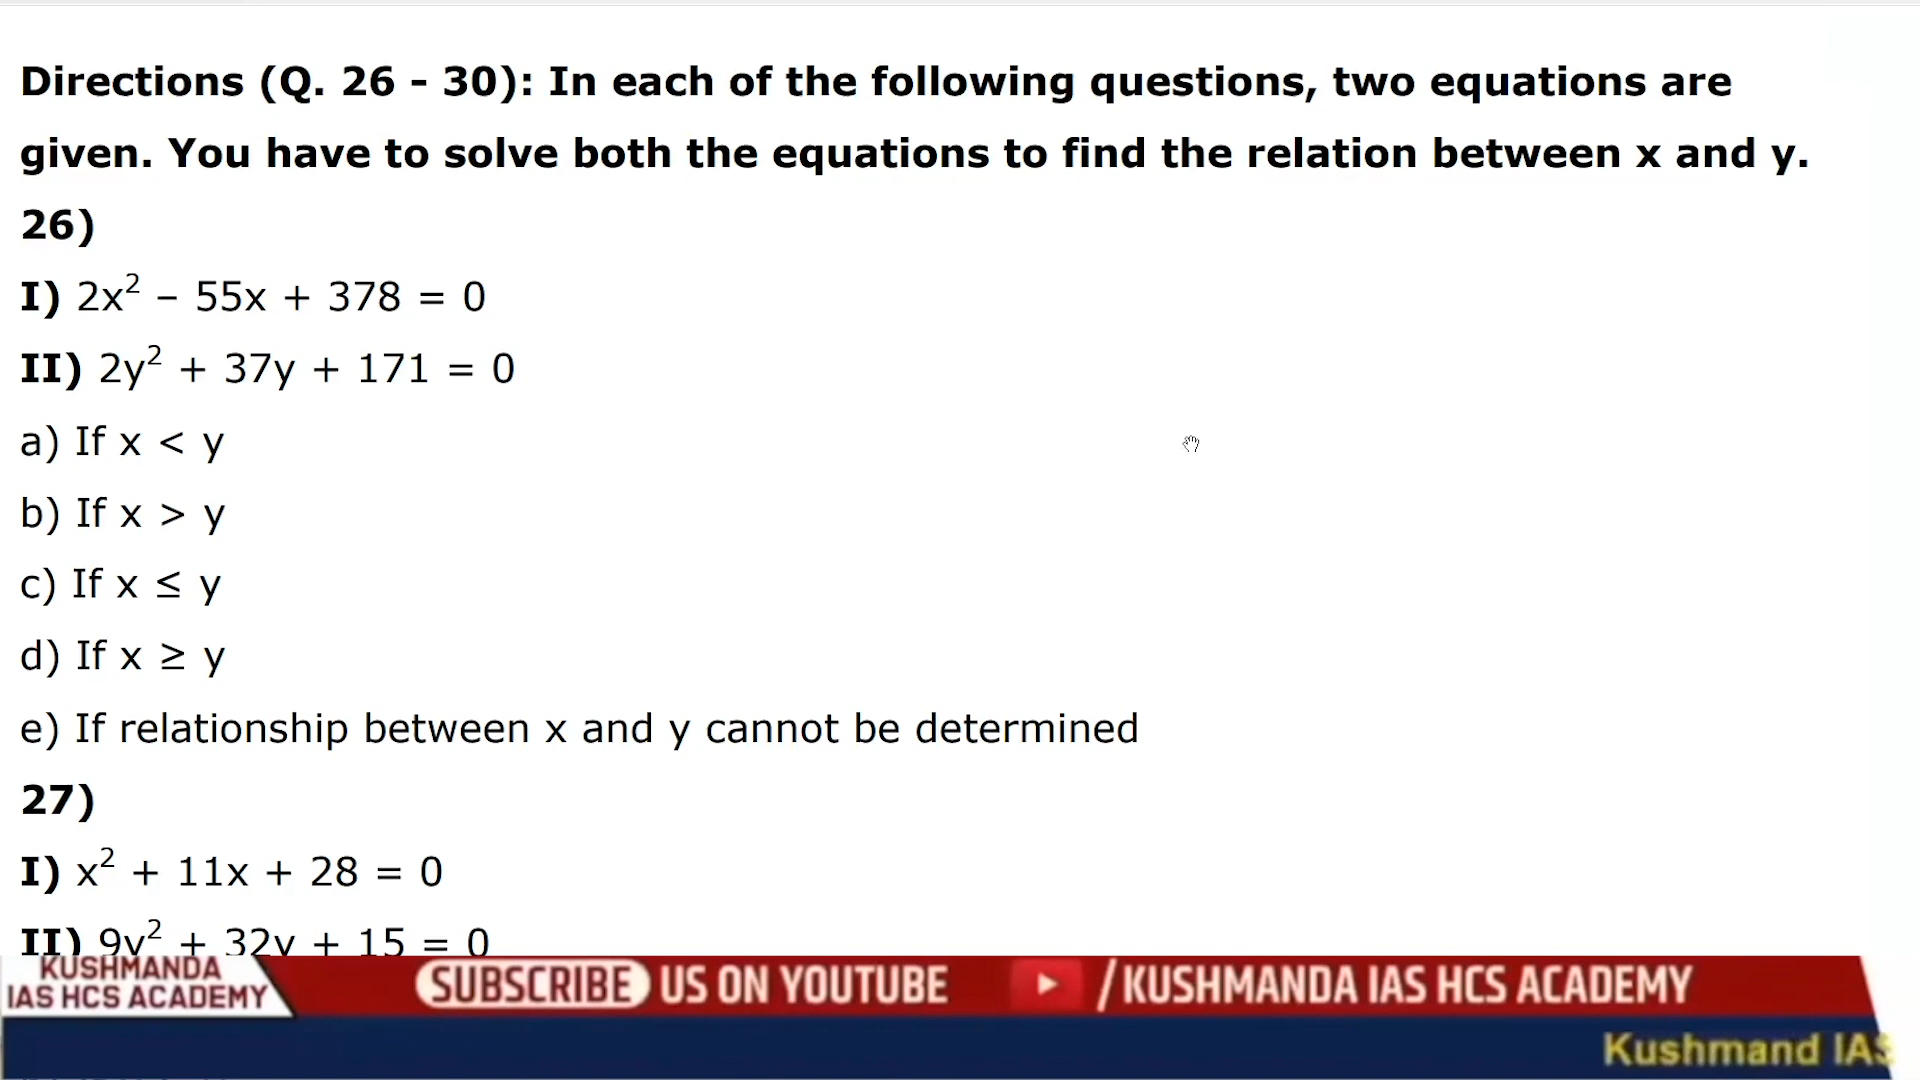 Directions (Q. 26 - 30): In each of the following questions, two equations are
given. You have to solve both the equations to find the relation between x and y.
26)
I) 2x² – 55x + 378 = 0
II) 2y² + 37y + 171 = 0
a) If x < y
b) If x > y
c) If x ≤ y
d) If x ≥ y
e) If relationship between x and y cannot be determined
27)
I) x² + 11x + 28 = 0
II) 9y² + 32y + 15 = 0
KUSHMANDA
IAS HCS ACADEMY
SUBSCRIBE US ON YOUTUBE /KUSHMANDA IAS HCS ACADEMY
Kushmand IAS